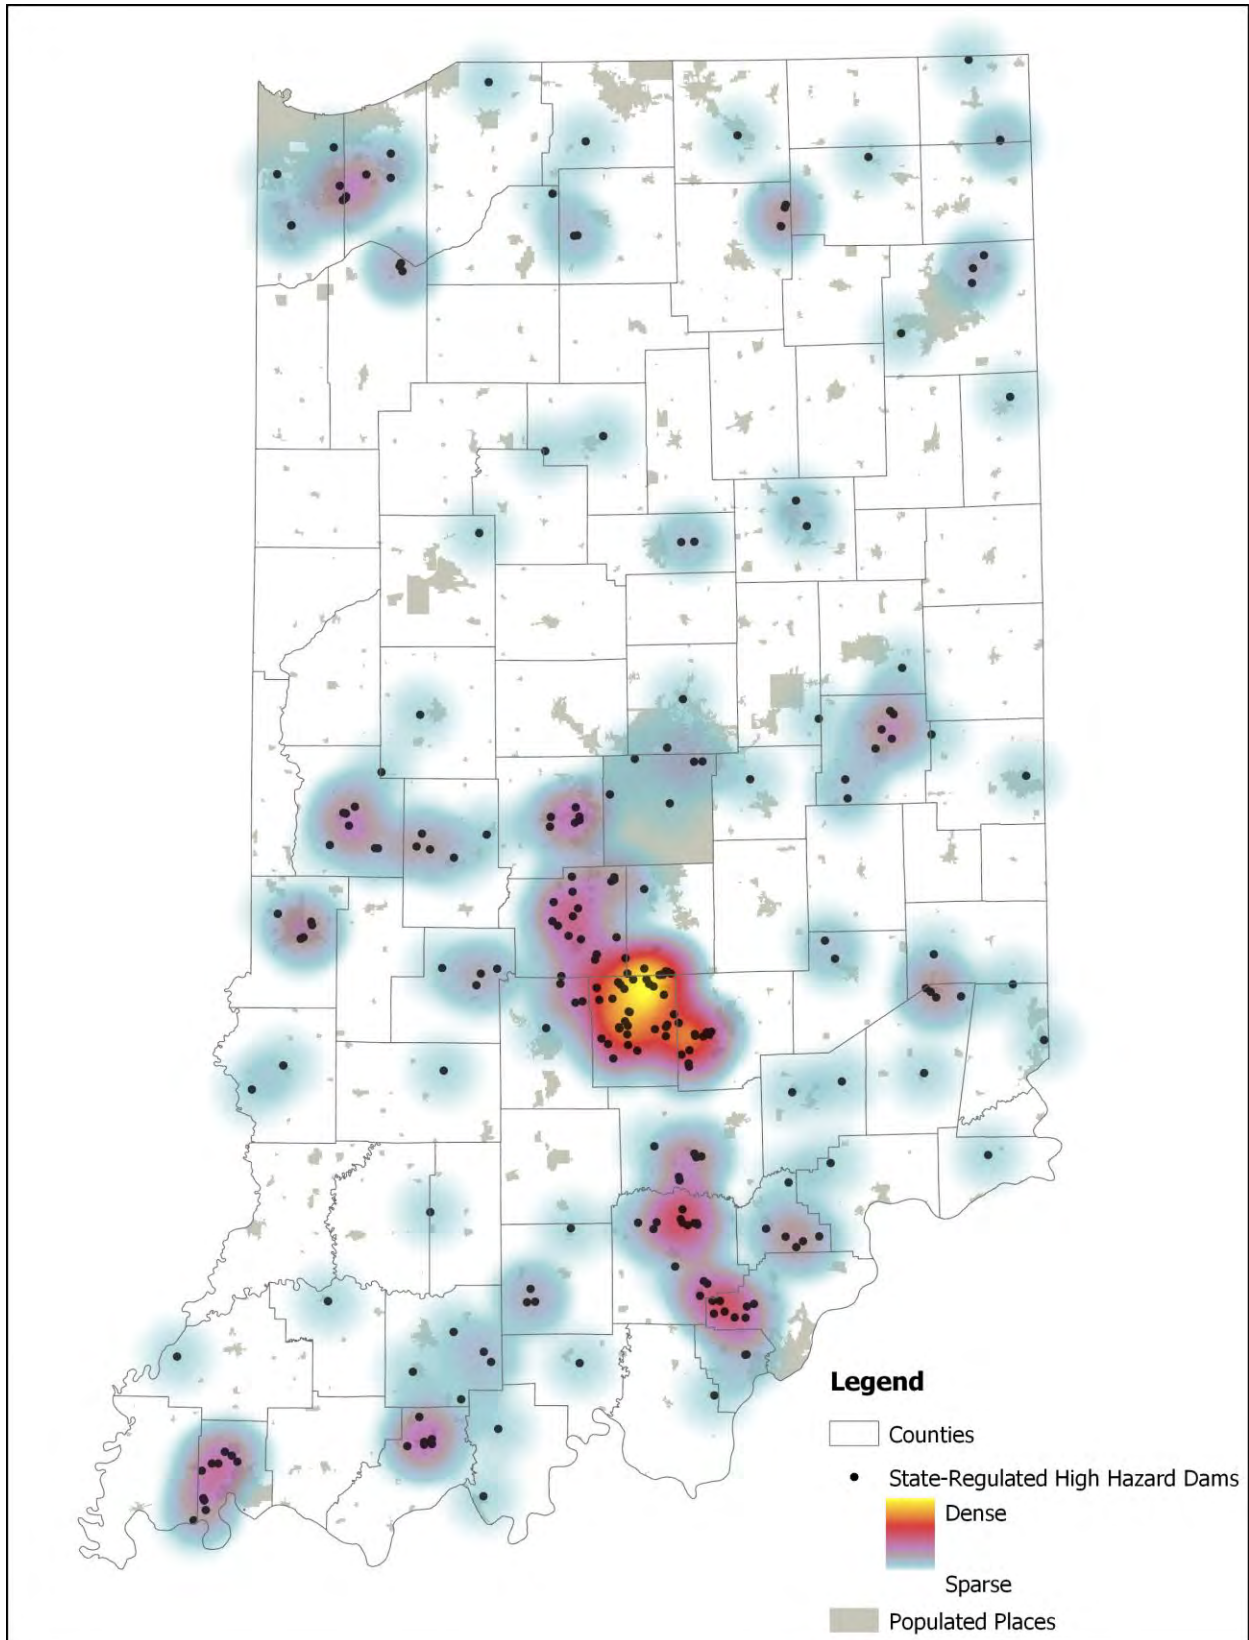 Legend
Counties
State-Regulated High Hazard Dams
Dense
Sparse
Populated Places